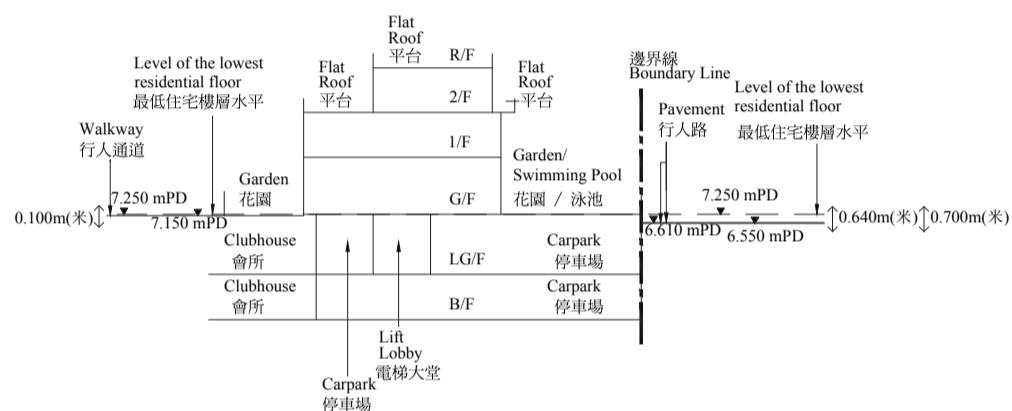 Flat
Roof
平台
R/F
Flat
Roof
平台
2/F
Flat
Roof
平台
1/F
G/F
Level of the lowest
residential floor
最低住宅樓層水平
Walkway
行人通道
7.250 mPD
7.150 mPD
0.100m(米)
Garden
花園
Garden/
Swimming Pool
花園 / 泳池
邊界線
Boundary Line
Pavement
行人路
Level of the lowest
residential floor
最低住宅樓層水平
7.250 mPD
6.610 mPD
6.550 mPD
0.640m(米)
0.700m(米)
Clubhouse
會所
LG/F
Carpark
停車場
Clubhouse
會所
B/F
Carpark
停車場
Lift
Lobby
電梯大堂
Carpark
停車場